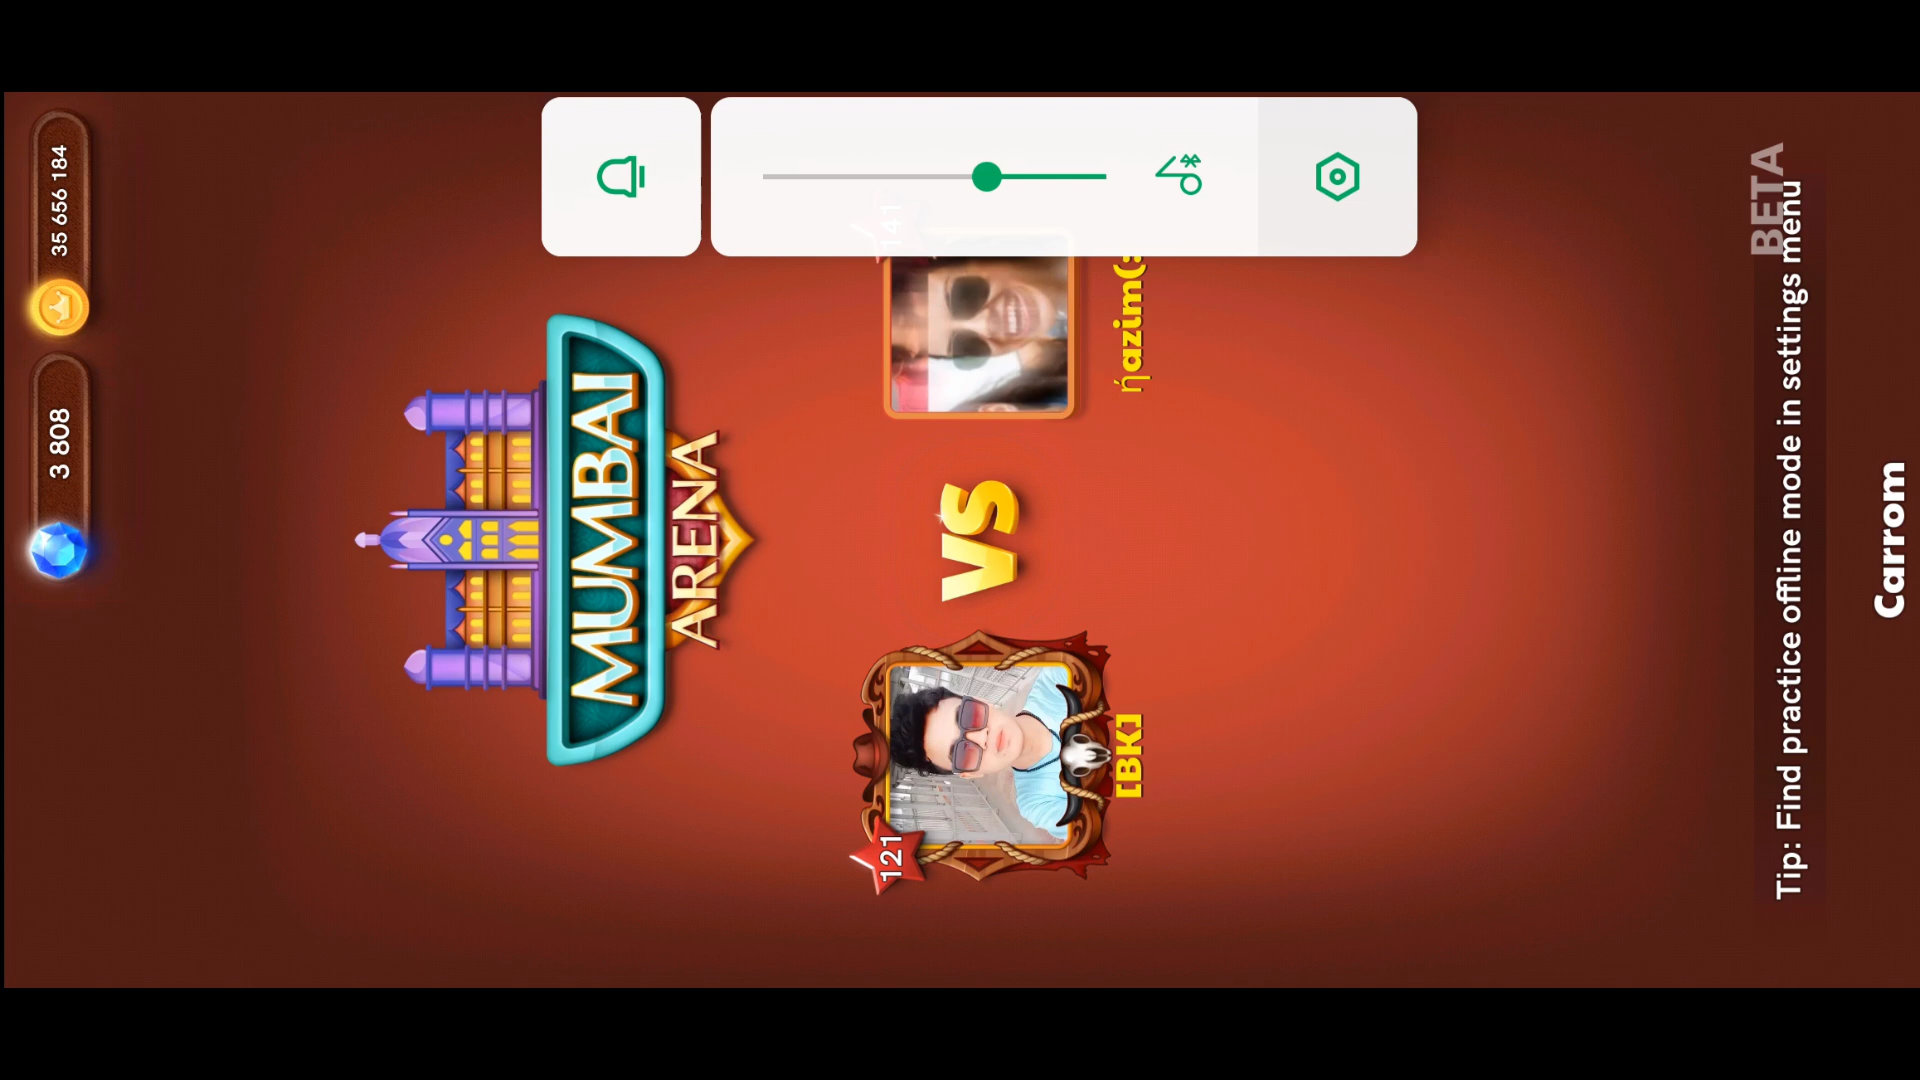 3 808
35 656 184
MUMBAI
ARENA
121
141
VS
[BK]
ήazim(:
BETA
Tip: Find practice offline mode in settings menu
Carrom